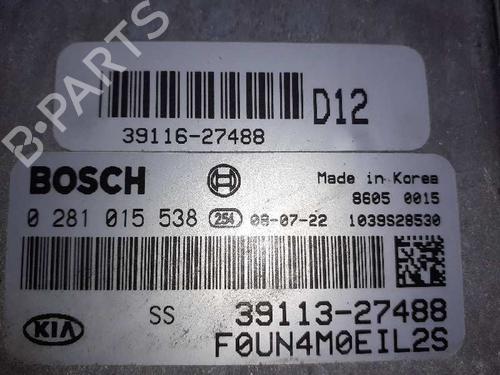 D12
39116-27488
B-PARTS
BOSCH
Made in Korea
8605 0015
0 281 015 538 254 08-07-22 1039S28530
KIA SS 39113-27488
F0UN4M0EIL2S